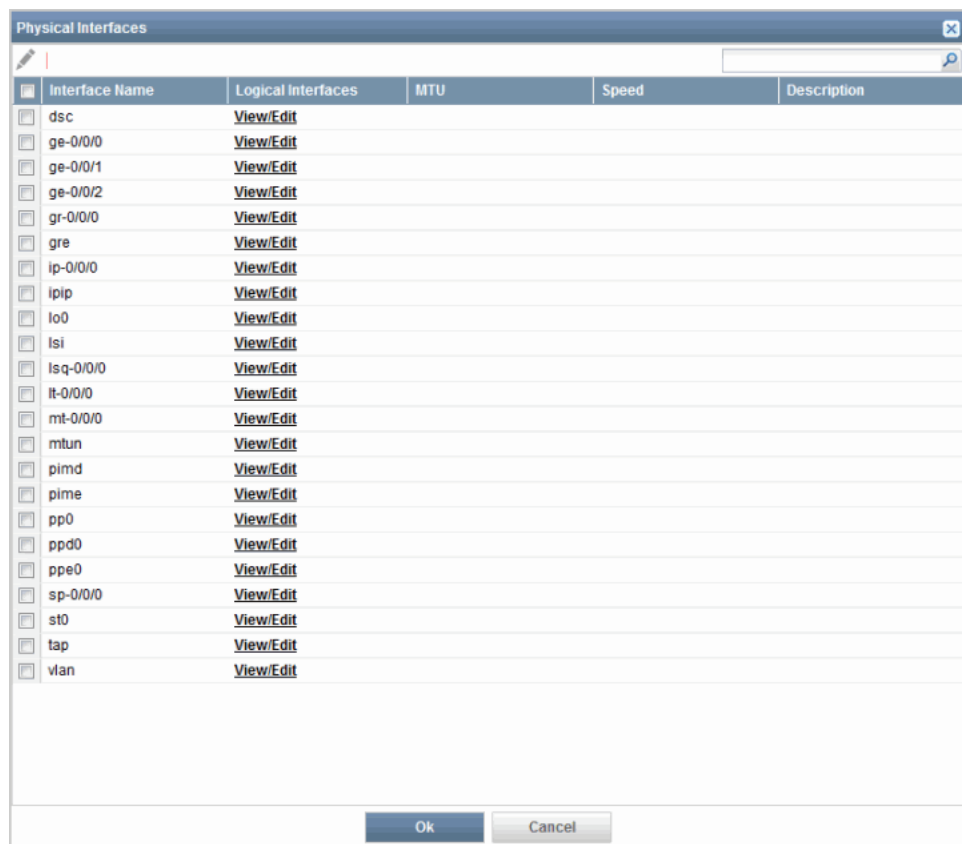 Physical Interfaces
Interface Name Logical Interfaces MTU Speed Description
dsc View/Edit
ge-0/0/0 View/Edit
ge-0/0/1 View/Edit
ge-0/0/2 View/Edit
gr-0/0/0 View/Edit
gre View/Edit
ip-0/0/0 View/Edit
ipip View/Edit
lo0 View/Edit
lsi View/Edit
lsq-0/0/0 View/Edit
lt-0/0/0 View/Edit
mt-0/0/0 View/Edit
mtun View/Edit
pimd View/Edit
pime View/Edit
pp0 View/Edit
ppd0 View/Edit
ppe0 View/Edit
sp-0/0/0 View/Edit
st0 View/Edit
tap View/Edit
vlan View/Edit
Ok Cancel